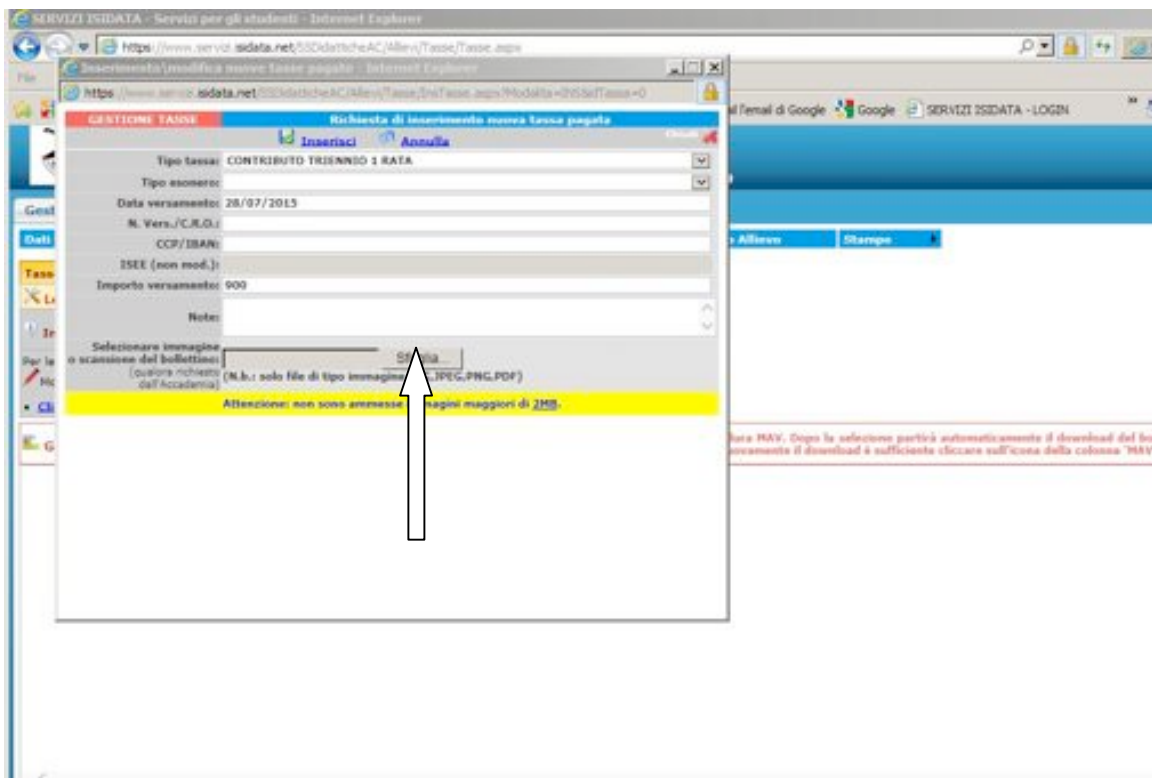 SERVIZI ISIDATA - Servizi per gli studenti - Internet Explorer
https://www.servizi.isidata.net/SSDidatticheAC/Allievi/Tasse/Tasse.aspx
Inserimento\modifica nuove tasse pagate - Internet Explorer
File
Google
SERVIZI ISIDATA - LOGIN
GESTIONE TASSE
Richiesta di inserimento nuova tassa pagata
Inserisci
Annulla
Tipo tassa: CONTRIBUTO TRIENNIO 1 RATA
Tipo esonero:
Data versamento: 28/07/2015
N. Vers./C.R.O.:
CCP/IBAN:
ISEE (non mod.):
Importo versamento: 900
Note:
Selezionare immagine
o scansione del bollettino:
(qualora richiesto
dall'Accademia)
(N.b.: solo file di tipo immagine JPEG,PNG,PDF)
Attenzione: non sono ammesse immagini maggiori di 2MB.
Allievo
Stampe
Dati
MAV. Dopo la selezione partirà automaticamente il download del
il download è sufficiente cliccare sull'icona della colonna "MAV